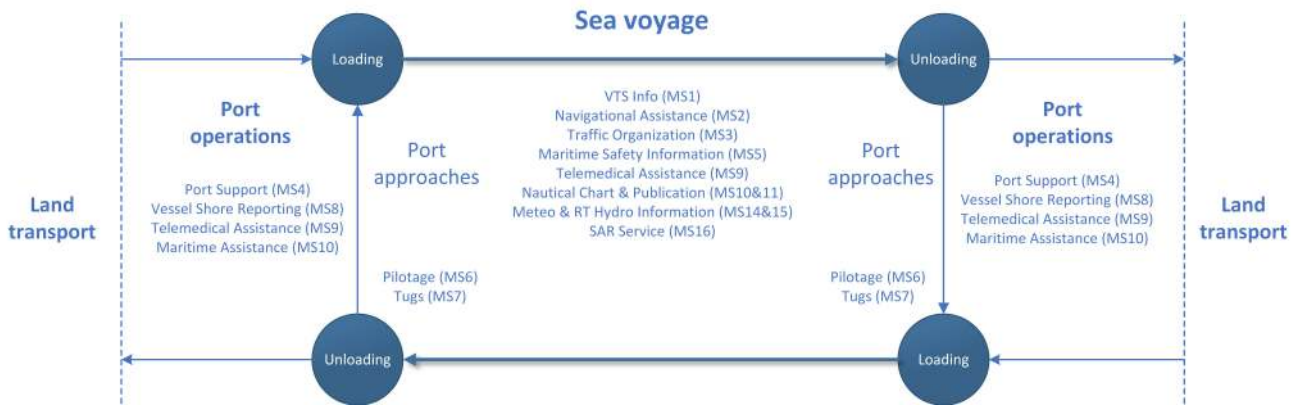 Sea voyage
Loading
Unloading
Port
operations
Port
approaches
VTS Info (MS1)
Navigational Assistance (MS2)
Traffic Organization (MS3)
Maritime Safety Information (MS5)
Telemedical Assistance (MS9)
Nautical Chart & Publication (MS10&11)
Meteo & RT Hydro Information (MS14&15)
SAR Service (MS16)
Port
approaches
Port
operations
Land
transport
Port Support (MS4)
Vessel Shore Reporting (MS8)
Telemedical Assistance (MS9)
Maritime Assistance (MS10)
Port Support (MS4)
Vessel Shore Reporting (MS8)
Telemedical Assistance (MS9)
Maritime Assistance (MS10)
Land
transport
Pilotage (MS6)
Tugs (MS7)
Pilotage (MS6)
Tugs (MS7)
Unloading
Loading